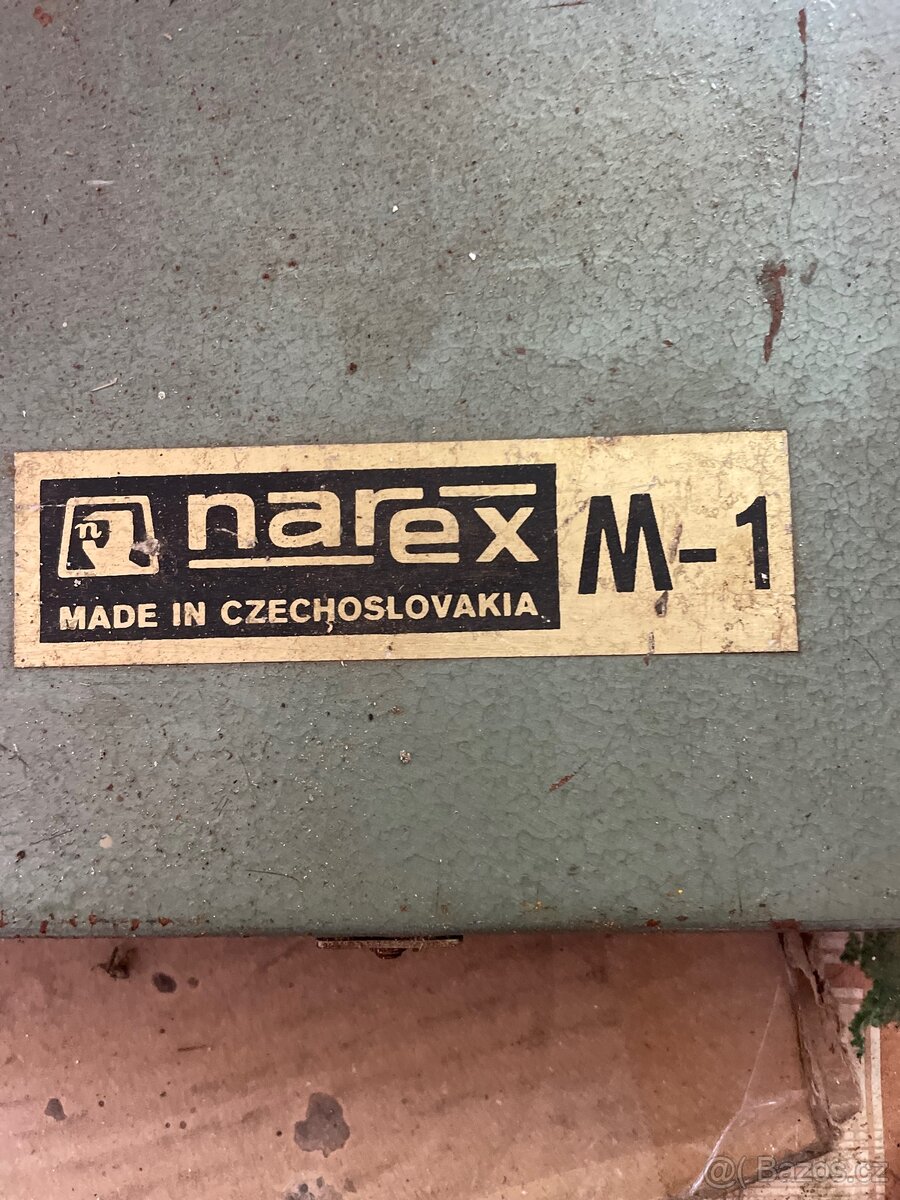 n narex M-1
MADE IN CZECHOSLOVAKIA
@( Bazos.cz